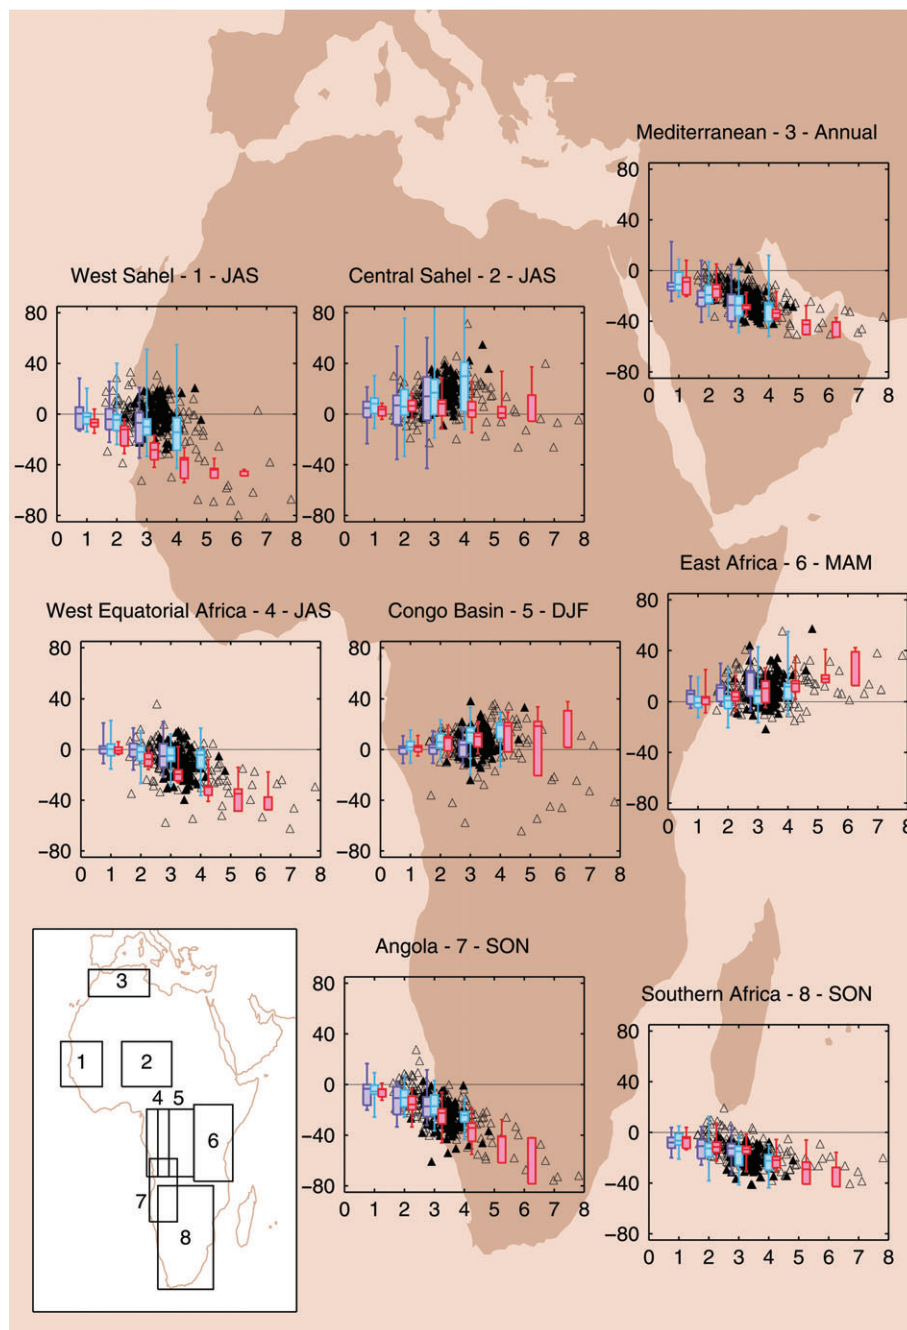 Mediterranean - 3 - Annual
80
40
0
−40
−80
0 1 2 3 4 5 6 7 8
West Sahel - 1 - JAS
80
40
0
−40
−80
0 1 2 3 4 5 6 7 8
Central Sahel - 2 - JAS
80
40
0
−40
−80
0 1 2 3 4 5 6 7 8
East Africa - 6 - MAM
80
40
0
−40
−80
0 1 2 3 4 5 6 7 8
West Equatorial Africa - 4 - JAS
80
40
0
−40
−80
0 1 2 3 4 5 6 7 8
Congo Basin - 5 - DJF
80
40
0
−40
−80
0 1 2 3 4 5 6 7 8
3
1 2
4 5
6
7
8
Angola - 7 - SON
80
40
0
−40
−80
0 1 2 3 4 5 6 7 8
Southern Africa - 8 - SON
80
40
0
−40
−80
0 1 2 3 4 5 6 7 8